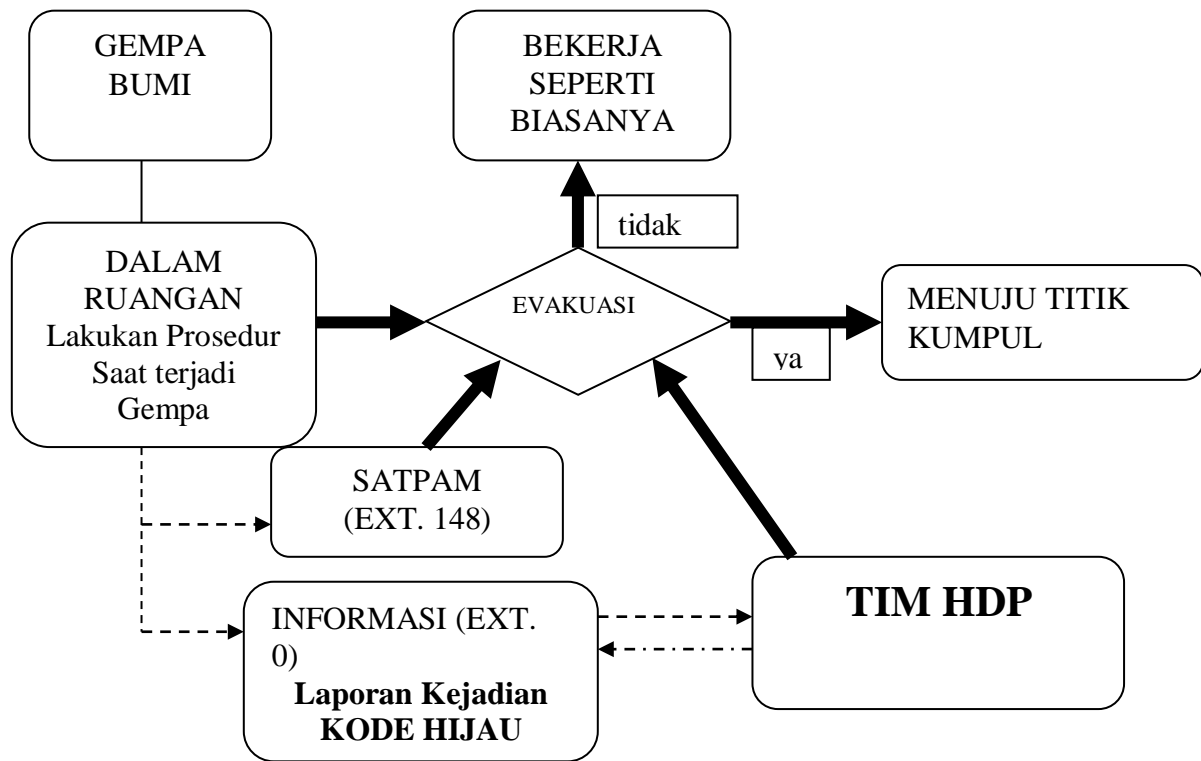 GEMPA
BUMI
BEKERJA
SEPERTI
BIASANYA
tidak
DALAM
RUANGAN
Lakukan Prosedur
Saat terjadi
Gempa
EVAKUASI
ya
MENUJU TITIK
KUMPUL
SATPAM
(EXT. 148)
INFORMASI (EXT.
0)
Laporan Kejadian
KODE HIJAU
TIM HDP